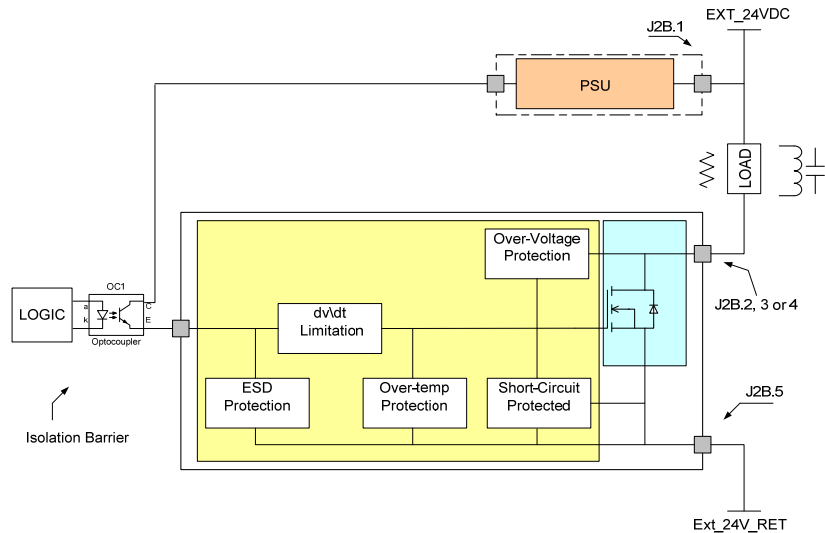 EXT_24VDC
J2B.1
PSU
LOAD
Over-Voltage
Protection
J2B.2, 3 or 4
OC1
LOGIC
a
k
C
E
Optocoupler
dv\dt
Limitation
ESD
Protection
Over-temp
Protection
Short-Circuit
Protected
J2B.5
Isolation Barrier
Ext_24V_RET